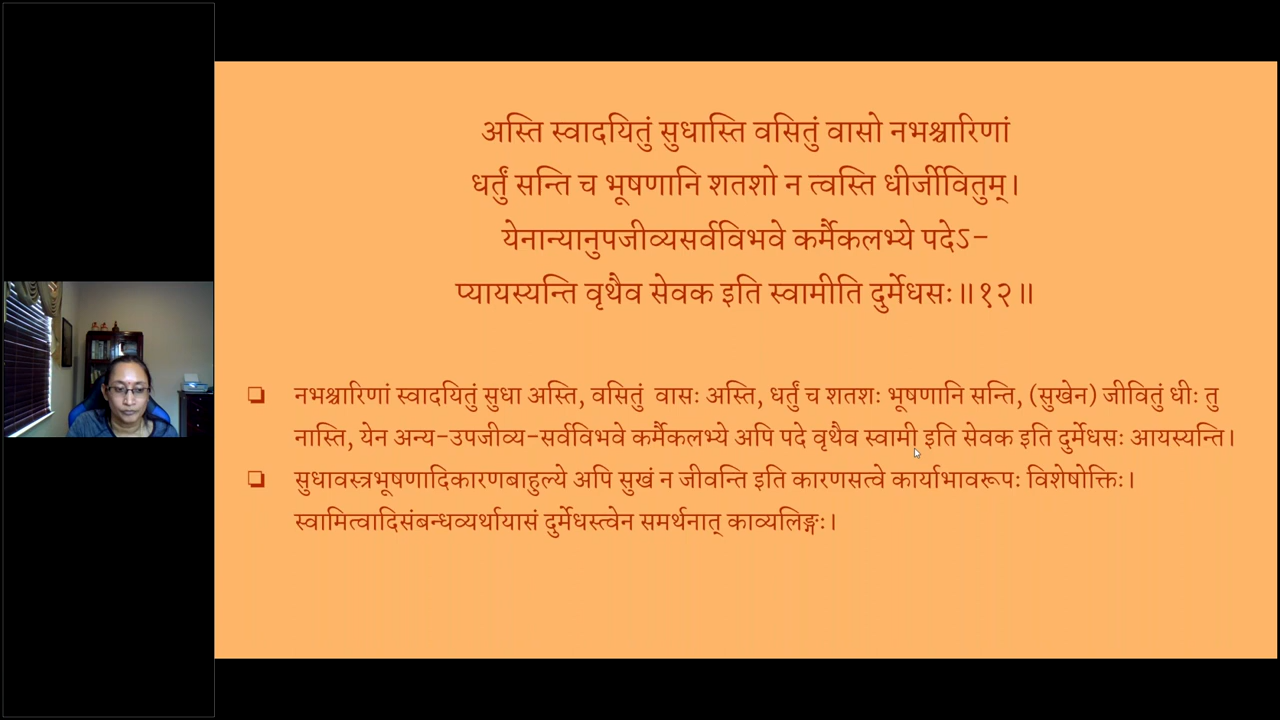 अस्ति स्वादयितुं सुधास्ति वसितुं वासो नभश्चारिणां
धर्तुं सन्ति च भूषणानि शतशो न त्वस्ति धीर्जीवितुम्।
येनान्यानुपजीव्यसर्वविभवे कर्मैकलभ्ये पदेऽ-
प्यायस्यन्ति वृथैव सेवक इति स्वामीति दुर्मेधसः॥१२॥
❑ नभश्चारिणां स्वादयितुं सुधा अस्ति, वसितुं वासः अस्ति, धर्तुं च शतशः भूषणानि सन्ति, (सुखेन) जीवितुं धीः तु
नास्ति, येन अन्य-उपजीव्य-सर्वविभवे कर्मैकलभ्ये अपि पदे वृथैव स्वामी इति सेवक इति दुर्मेधसः आयस्यन्ति।
❑ सुधावस्त्रभूषणादिकारणबाहुल्ये अपि सुखं न जीवन्ति इति कारणसत्वे कार्याभावरूपः विशेषोक्तिः।
स्वामित्वादिसंबन्धव्यर्थायासं दुर्मेधस्त्वेन समर्थनात् काव्यलिङ्गः।